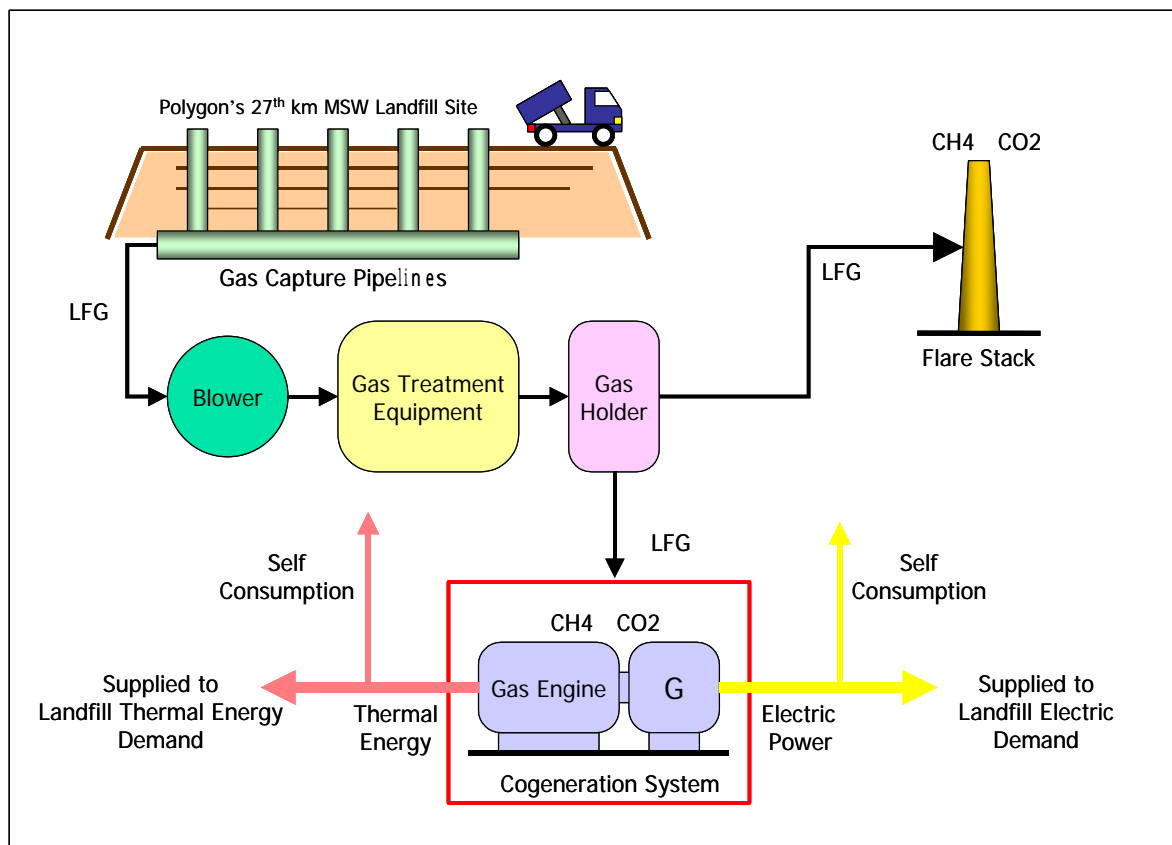 Polygon's 27th km MSW Landfill Site
CH4 CO2
Gas Capture Pipelines
LFG
LFG
Flare Stack
Blower
Gas Treatment
Equipment
Gas
Holder
LFG
Self
Consumption
Self
Consumption
CH4 CO2
Gas Engine
G
Supplied to
Landfill Thermal Energy
Demand
Thermal
Energy
Electric
Power
Supplied to
Landfill Electric
Demand
Cogeneration System